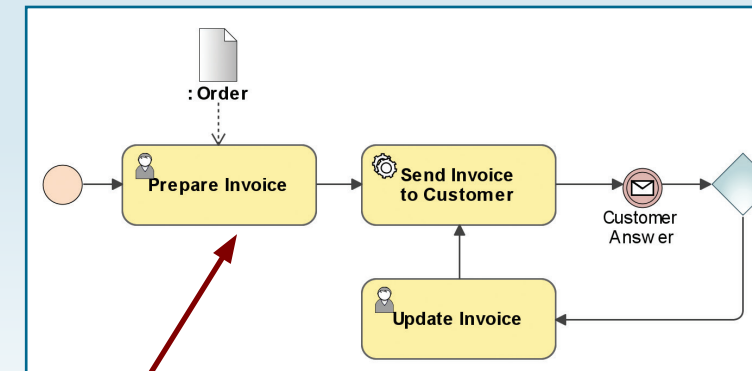 : Order
Prepare Invoice
Send Invoice
to Customer
Customer
Answer
Update Invoice